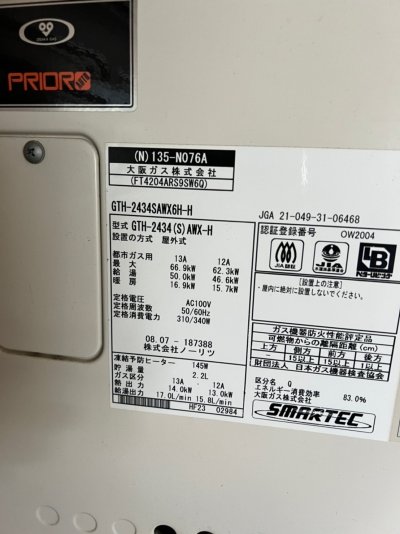 OSAKA GAS
PRIOR
(N) 135-N076A
大阪ガス株式会社
(FT4204ARS9SW6Q)
GTH-2434SAWX6H-H
JGA 21-049-31-06468
型式 GTH-2434(S)AWX-H
設置の方式 屋外式
認証登録番号 OW2004
都市ガス用 13A 12A
最大 66.9kW 62.3kW
給湯 50.0kW 46.6kW
暖房 16.9kW 15.7kW
JIA
【設置上の注意】
・屋内に絶対に設置しないでください。
定格電圧 AC100V
定格周波数 50/60Hz
定格消費電力 310/340W
08.07-187388
株式会社ノーリツ
ガス機器防火性能評定品
可燃物からの離隔距離(cm)
上方 側方 前方 後方
財団法人 日本ガス機器検査協会
凍結予防ヒーター 145W
貯湯量 2.2L
ガス区分 13A・12A
熱出力 14.0kW 13.0kW
給湯出力 17.0L/min 15.8L/min
HF23 02984
区分名 Q
エネルギー消費効率 83.0%
大阪ガス株式会社
SMARTEC